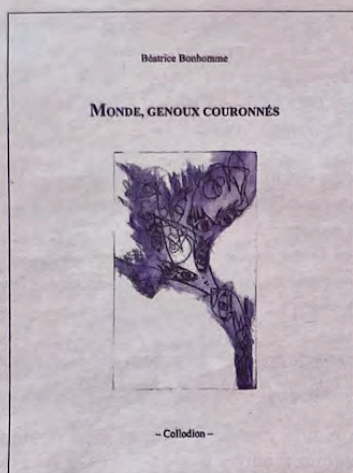 Béatrice Bonhomme
MONDE, GENOUX COURONNÉS
– Collodion –